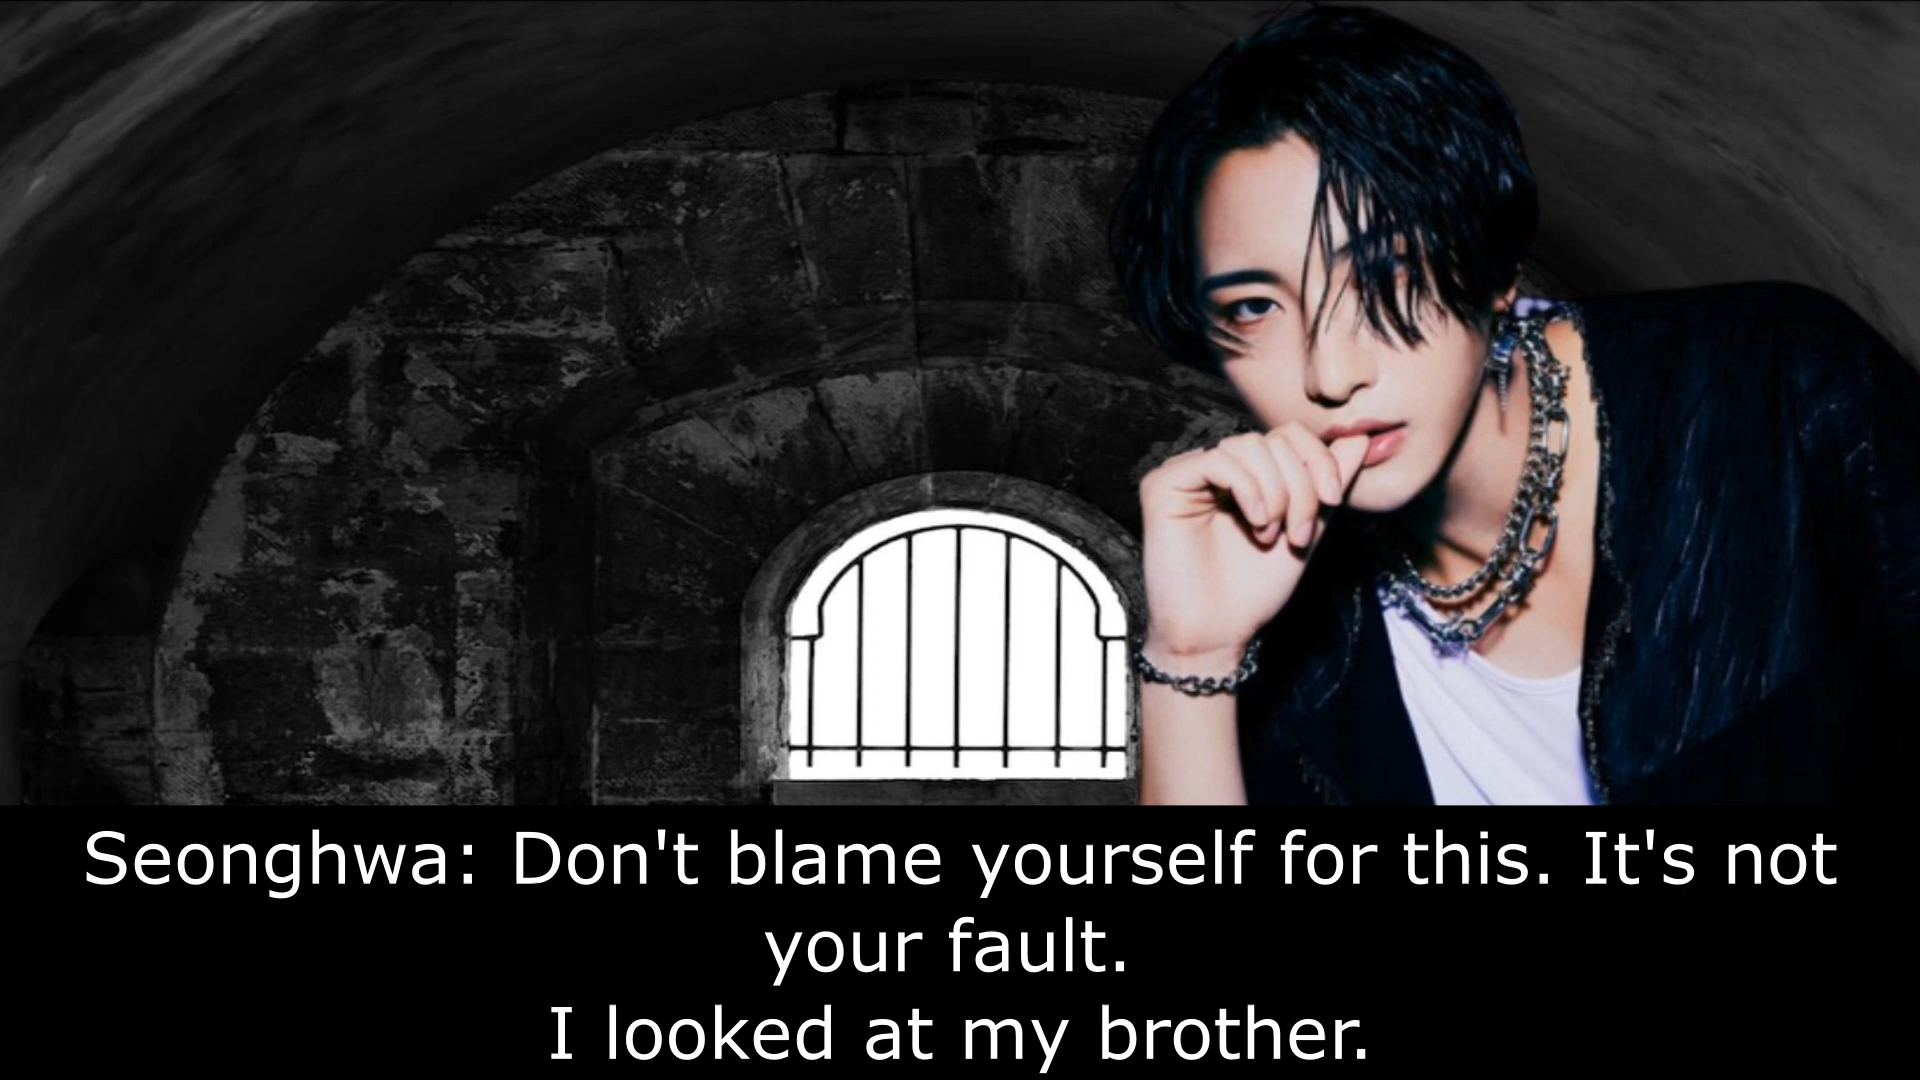 Seonghwa: Don't blame yourself for this. It's not
your fault.
I looked at my brother.